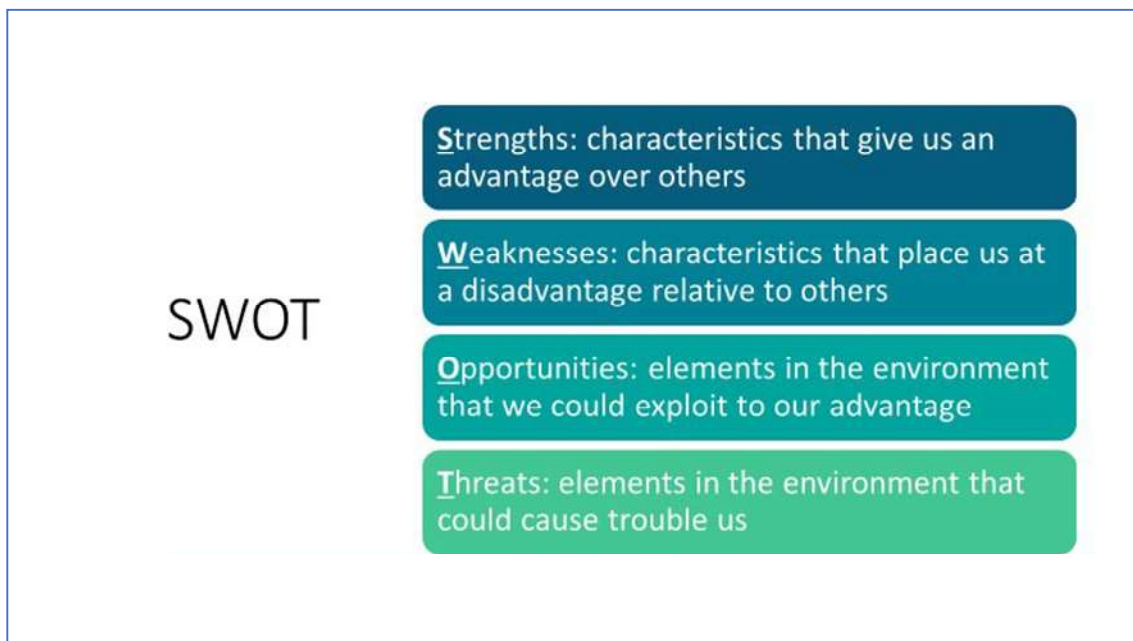 SWOT
Strengths: characteristics that give us an
advantage over others
Weaknesses: characteristics that place us at
a disadvantage relative to others
Opportunities: elements in the environment
that we could exploit to our advantage
Threats: elements in the environment that
could cause trouble us